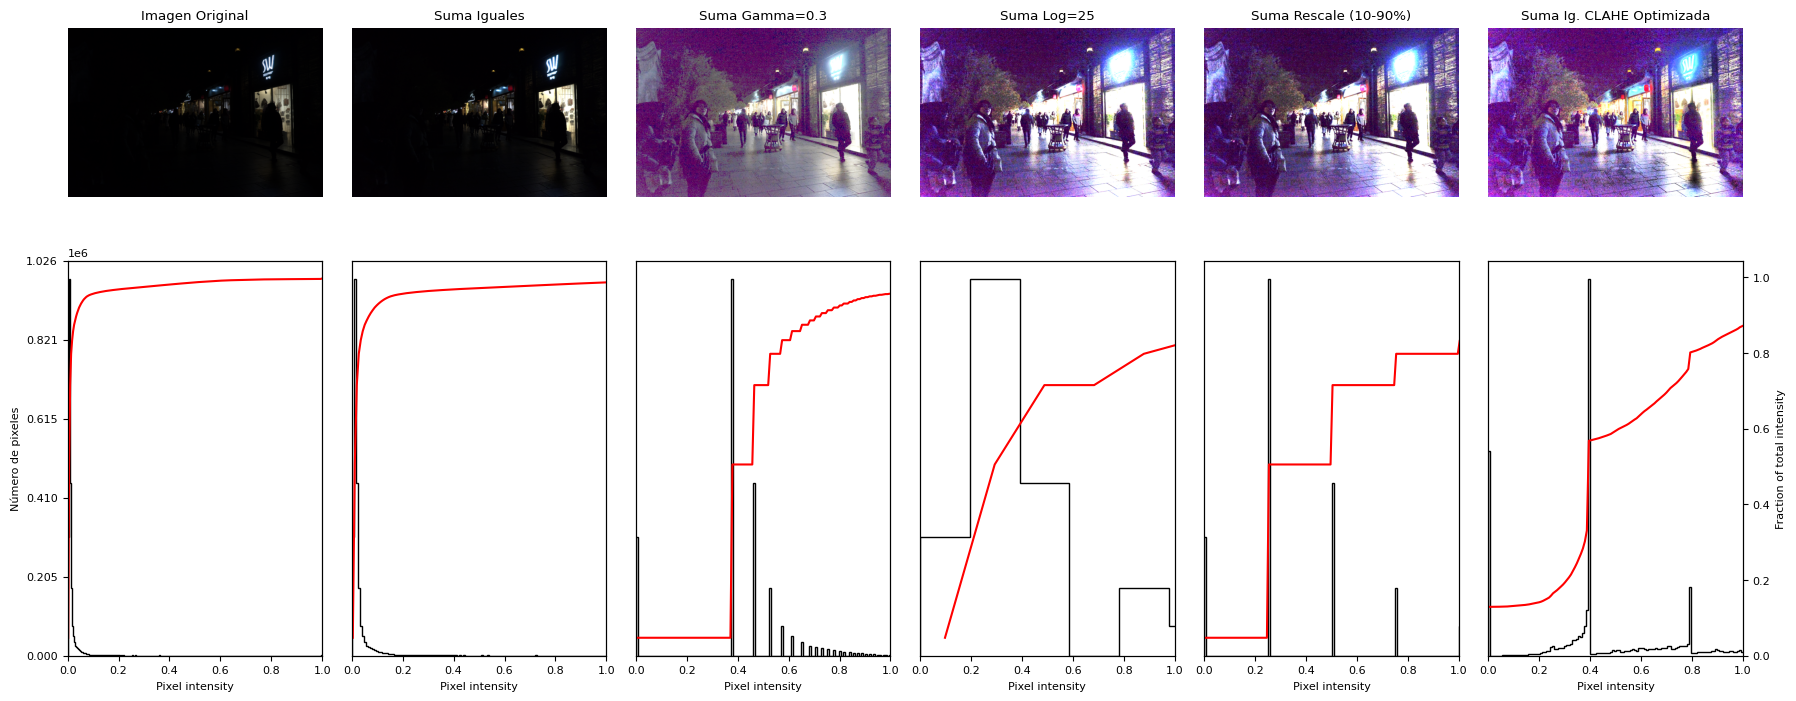 Imagen Original
Suma Iguales
Suma Gamma=0.3
Suma Log=25
Suma Rescale (10-90%)
Suma Ig. CLAHE Optimizada
1e6
1.026
0.821
0.615
0.410
0.205
0.000
Número de pixeles
0.0 0.2 0.4 0.6 0.8 1.0
Pixel intensity
0.0 0.2 0.4 0.6 0.8 1.0
Pixel intensity
0.0 0.2 0.4 0.6 0.8 1.0
Pixel intensity
0.0 0.2 0.4 0.6 0.8 1.0
Pixel intensity
0.0 0.2 0.4 0.6 0.8 1.0
Pixel intensity
0.0 0.2 0.4 0.6 0.8 1.0
Pixel intensity
1.0
0.8
0.6
0.4
0.2
0.0
Fraction of total intensity